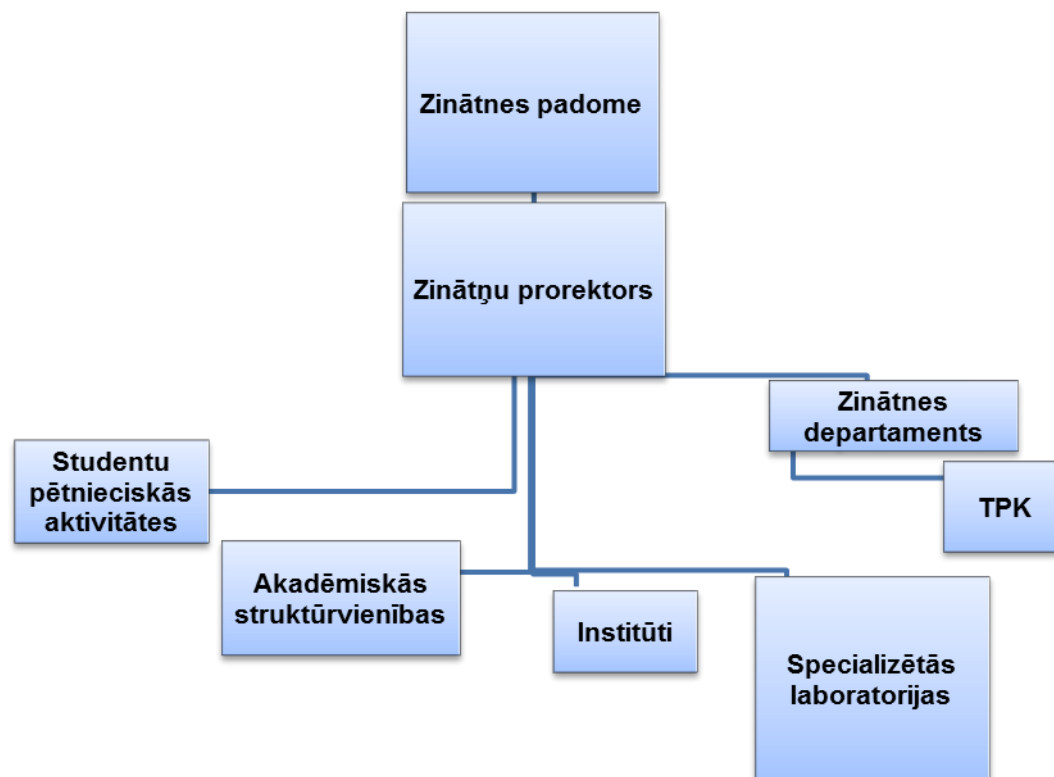 Zinātnes padome
Zinātņu prorektors
Zinātnes
departaments
Studentu
pētnieciskās
aktivitātes
TPK
Akadēmiskās
struktūrvienības
Institūti
Specializētās
laboratorijas